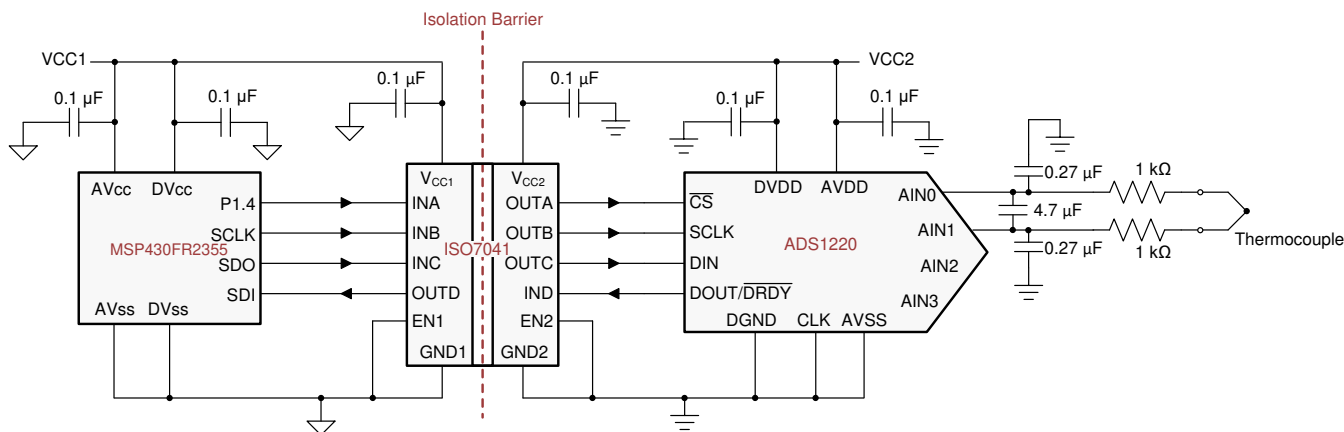 Isolation Barrier
VCC1
VCC2
0.1 µF
0.1 µF
0.1 µF
0.1 µF
0.1 µF
0.1 µF
AVcc
DVcc
P1.4
SCLK
SDO
SDI
MSP430FR2355
AVss
DVss
VCC1
INA
INB
INC
OUTD
EN1
GND1
ISO7041
VCC2
OUTA
OUTB
OUTC
IND
EN2
GND2
DVDD
AVDD
CS
SCLK
DIN
DOUT/DRDY
DGND
CLK
AVSS
ADS1220
AIN0
AIN1
AIN2
AIN3
0.27 µF
4.7 µF
0.27 µF
1 kΩ
1 kΩ
Thermocouple